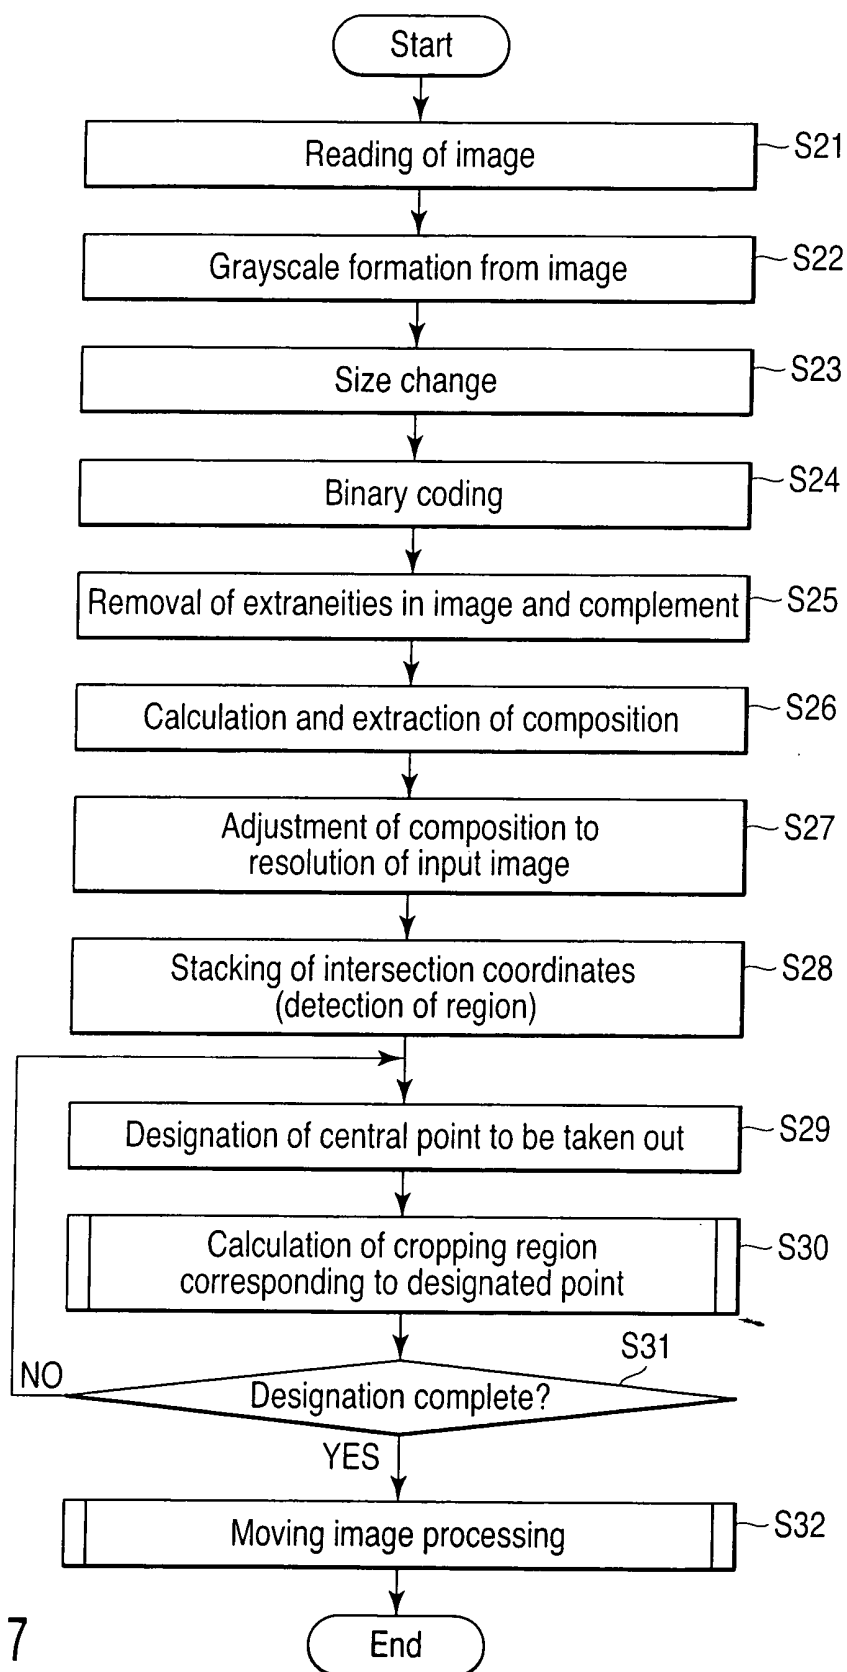 Start
Reading of image
S21
Grayscale formation from image
S22
Size change
S23
Binary coding
S24
Removal of extraneities in image and complement
S25
Calculation and extraction of composition
S26
Adjustment of composition to
resolution of input image
S27
Stacking of intersection coordinates
(detection of region)
S28
Designation of central point to be taken out
S29
Calculation of cropping region
corresponding to designated point
S30
S31
NO
Designation complete?
YES
Moving image processing
S32
End
7